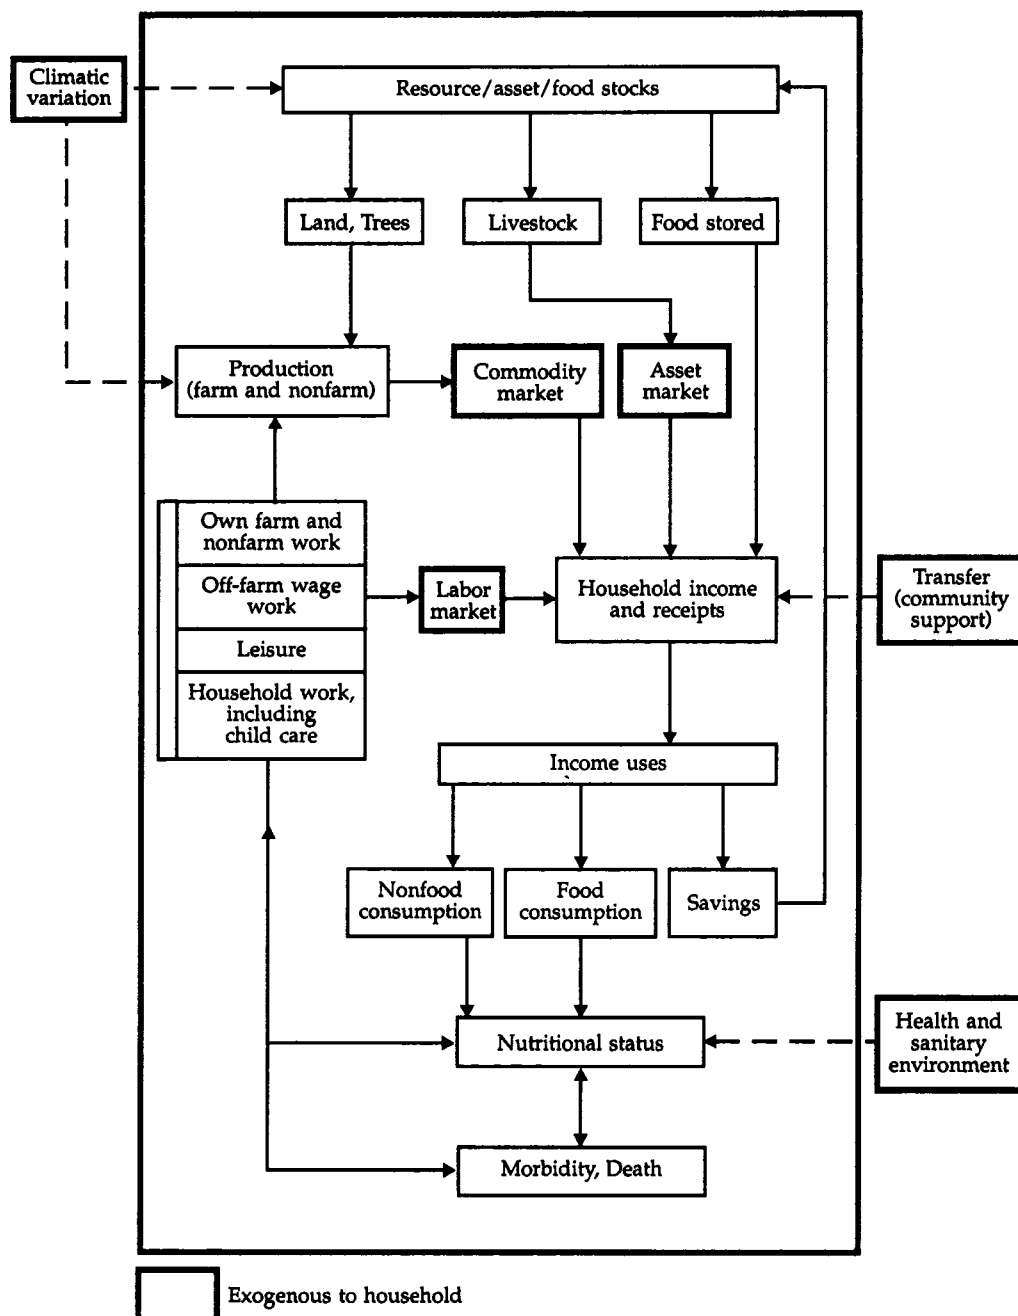 Climatic
variation
Resource/asset/food stocks
Land, Trees
Livestock
Food stored
Production
(farm and nonfarm)
Commodity
market
Asset
market
Own farm and
nonfarm work
Off-farm wage
work
Leisure
Household work,
including
child care
Labor
market
Household income
and receipts
Transfer
(community
support)
Income uses
Nonfood
consumption
Food
consumption
Savings
Nutritional status
Health and
sanitary
environment
Morbidity, Death
Exogenous to household